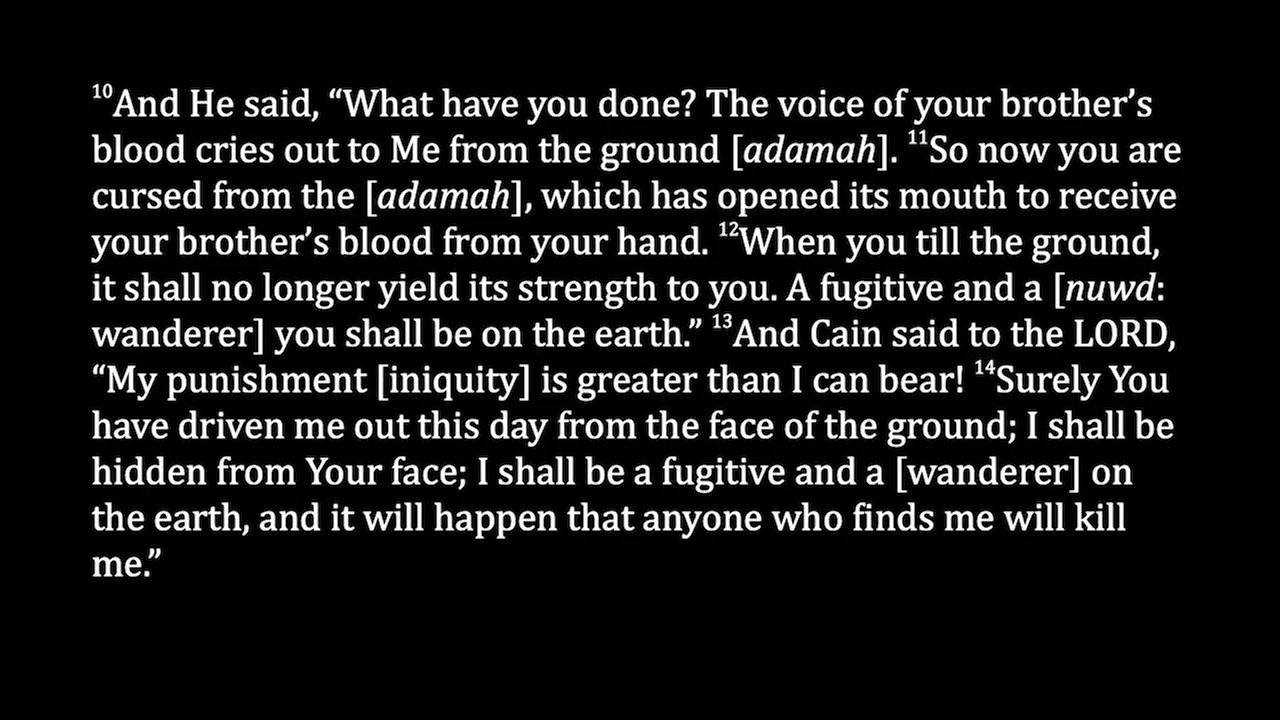 ¹⁰And He said, “What have you done? The voice of your brother’s
blood cries out to Me from the ground [adamah]. ¹¹So now you are
cursed from the [adamah], which has opened its mouth to receive
your brother’s blood from your hand. ¹²When you till the ground,
it shall no longer yield its strength to you. A fugitive and a [nuwd:
wanderer] you shall be on the earth.” ¹³And Cain said to the LORD,
“My punishment [iniquity] is greater than I can bear! ¹⁴Surely You
have driven me out this day from the face of the ground; I shall be
hidden from Your face; I shall be a fugitive and a [wanderer] on
the earth, and it will happen that anyone who finds me will kill
me.”